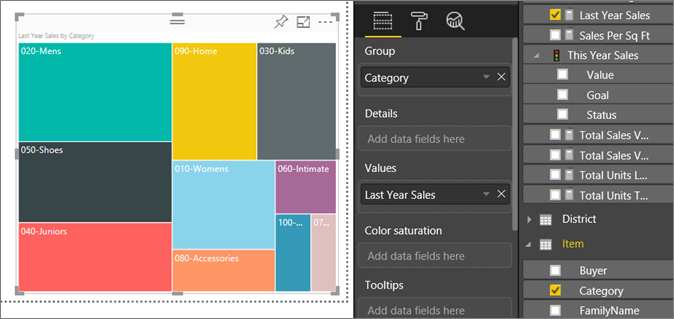 Last Year Sales by Category
020-Mens
090-Home
030-Kids
050-Shoes
010-Womens
060-Intimate
040-Juniors
080-Accessories
100-...
07...
Group
Category
Details
Add data fields here
Values
Last Year Sales
Color saturation
Add data fields here
Tooltips
Add data fields here
Last Year Sales
Sales Per Sq Ft
This Year Sales
Value
Goal
Status
Total Sales V...
Total Sales V...
Total Units L...
Total Units T...
District
Item
Buyer
Category
FamilyName